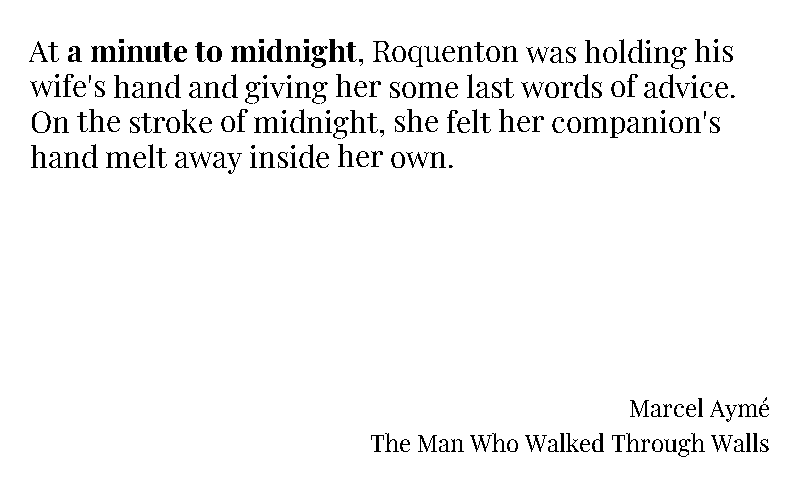 At a minute to midnight, Roquenton was holding his
wife's hand and giving her some last words of advice.
On the stroke of midnight, she felt her companion's
hand melt away inside her own.
Marcel Aymé
The Man Who Walked Through Walls